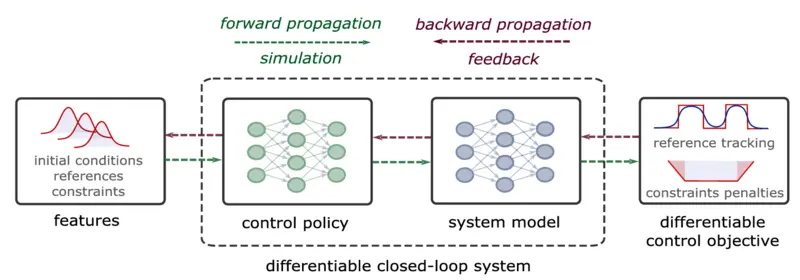 forward propagation
simulation
backward propagation
feedback
initial conditions
references
constraints
features
control policy
system model
reference tracking
constraints penalties
differentiable
control objective
differentiable closed-loop system